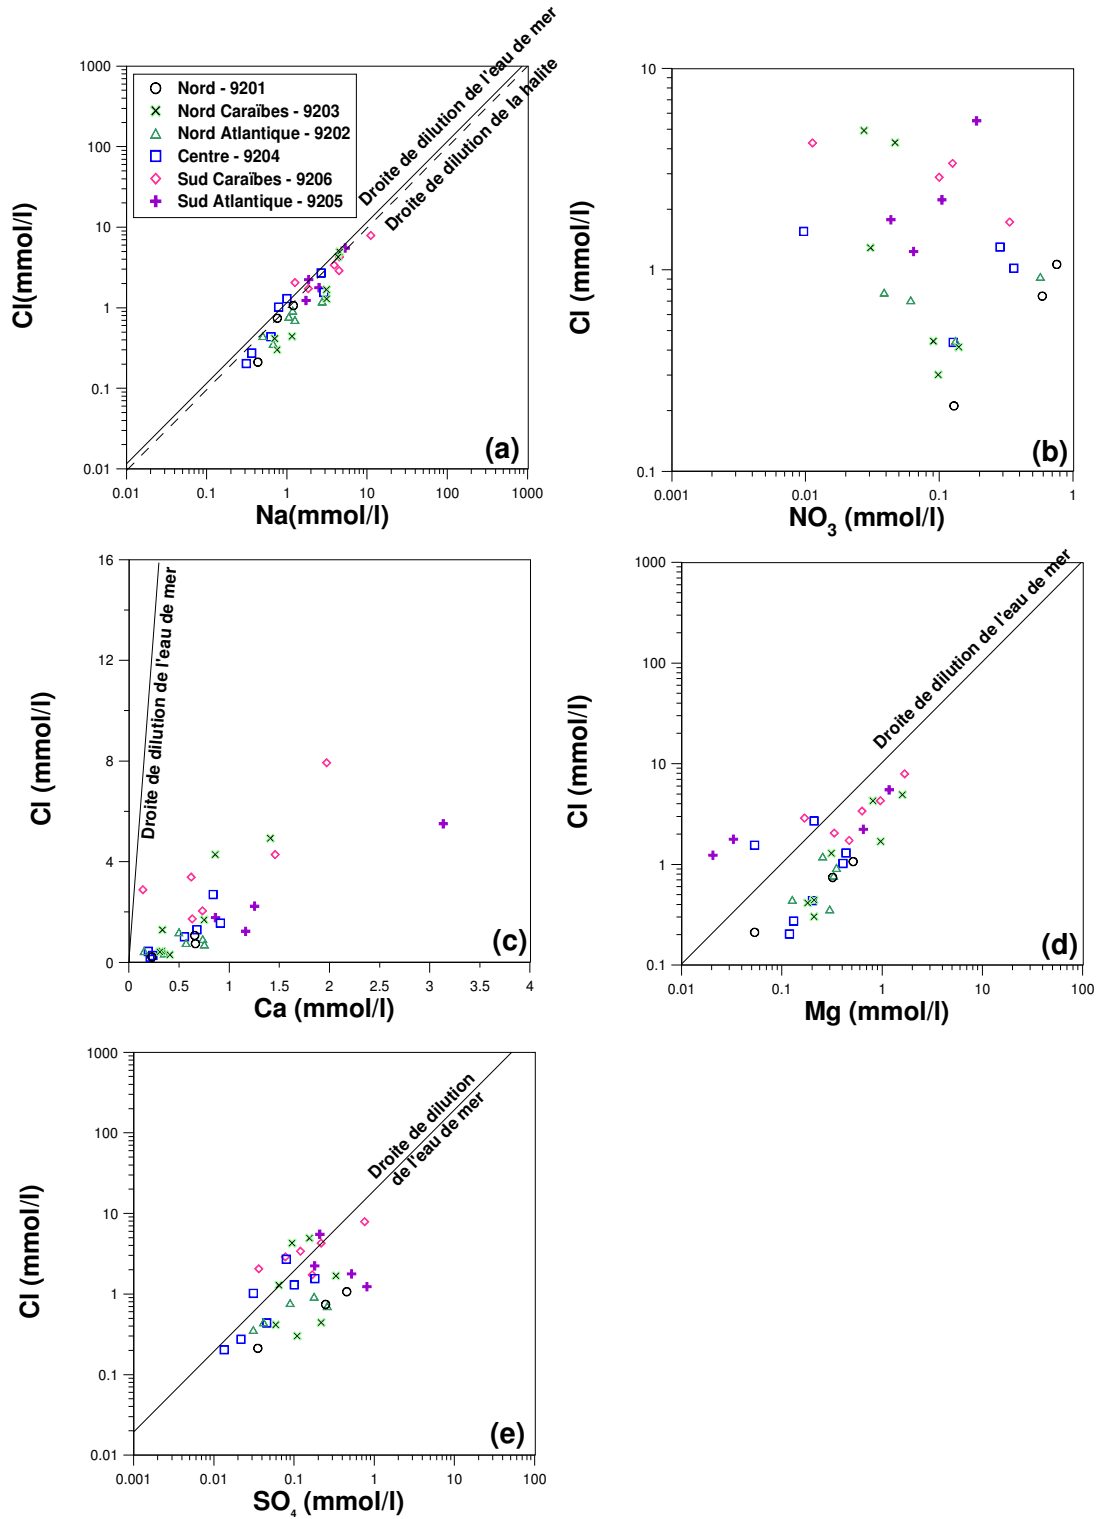 Droite de dilution de l'eau de mer
Droite de dilution de la halite
Nord - 9201
Nord Caraïbes - 9203
Nord Atlantique - 9202
Centre - 9204
Sud Caraïbes - 9206
Sud Atlantique - 9205
1000
100
10
1
0.1
0.01
Cl(mmol/l)
(a)
0.01
0.1
1
10
100
1000
Na(mmol/l)
10
1
0.1
Cl (mmol/l)
(b)
0.001
0.01
0.1
1
NO3 (mmol/l)
16
12
8
4
0
Cl (mmol/l)
Droite de dilution de l'eau de mer
(c)
0
0.5
1
1.5
2
2.5
3
3.5
4
Ca (mmol/l)
1000
100
10
1
0.1
Cl (mmol/l)
Droite de dilution de l'eau de mer
(d)
0.01
0.1
1
10
100
Mg (mmol/l)
1000
100
10
1
0.1
0.01
Cl (mmol/l)
Droite de dilution
de l'eau de mer
(e)
0.001
0.01
0.1
1
10
100
SO4 (mmol/l)